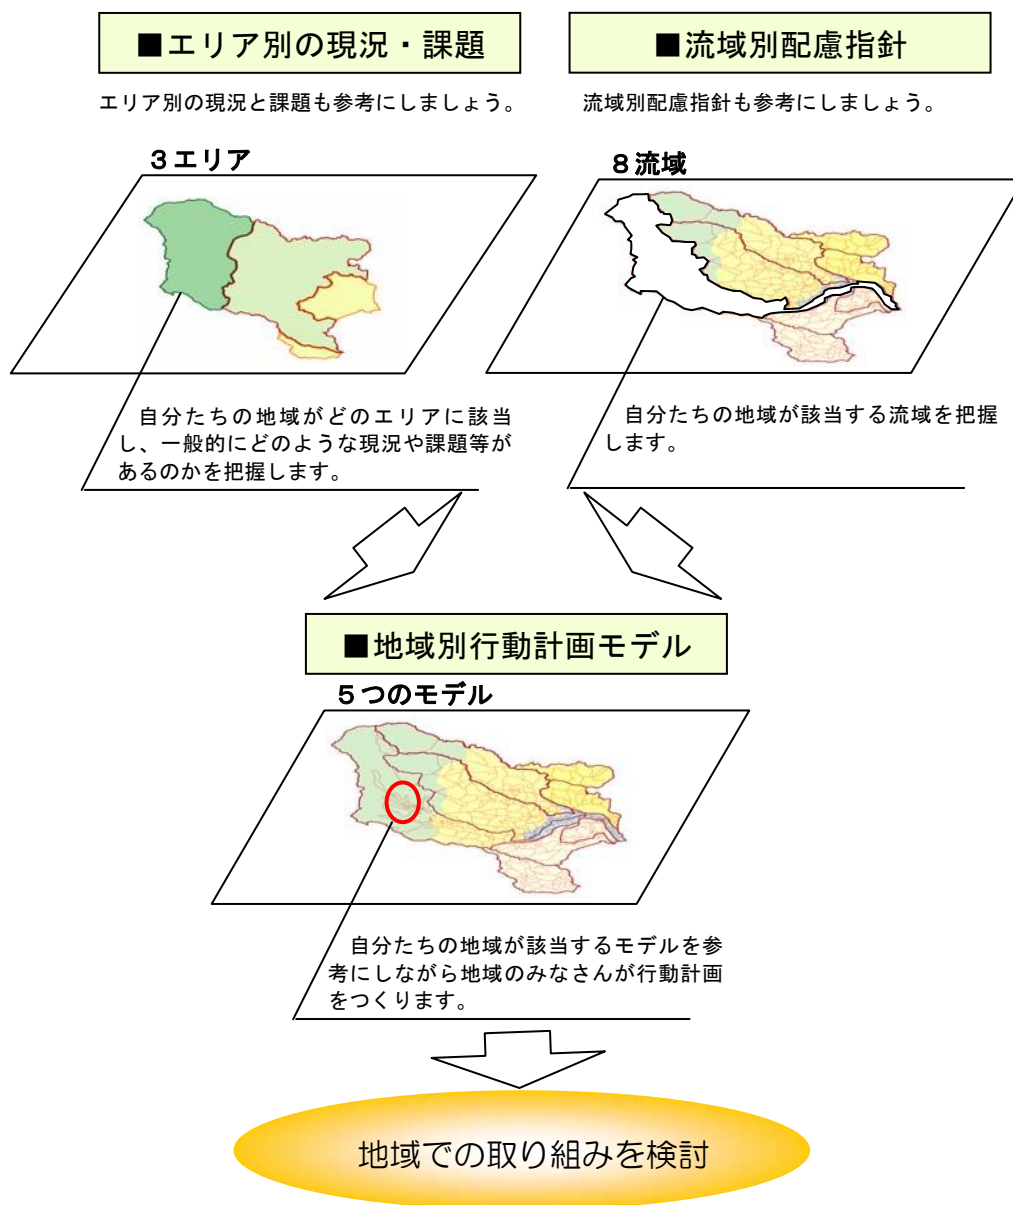 ■エリア別の現況・課題
エリア別の現況と課題も参考にしましょう。
3エリア
自分たちの地域がどのエリアに該当
し、一般的にどのような現況や課題等が
あるのかを把握します。
■流域別配慮指針
流域別配慮指針も参考にしましょう。
8流域
自分たちの地域が該当する流域を把握
します。
■地域別行動計画モデル
5つのモデル
自分たちの地域が該当するモデルを参
考にしながら地域のみなさんが行動計画
をつくります。
地域での取り組みを検討